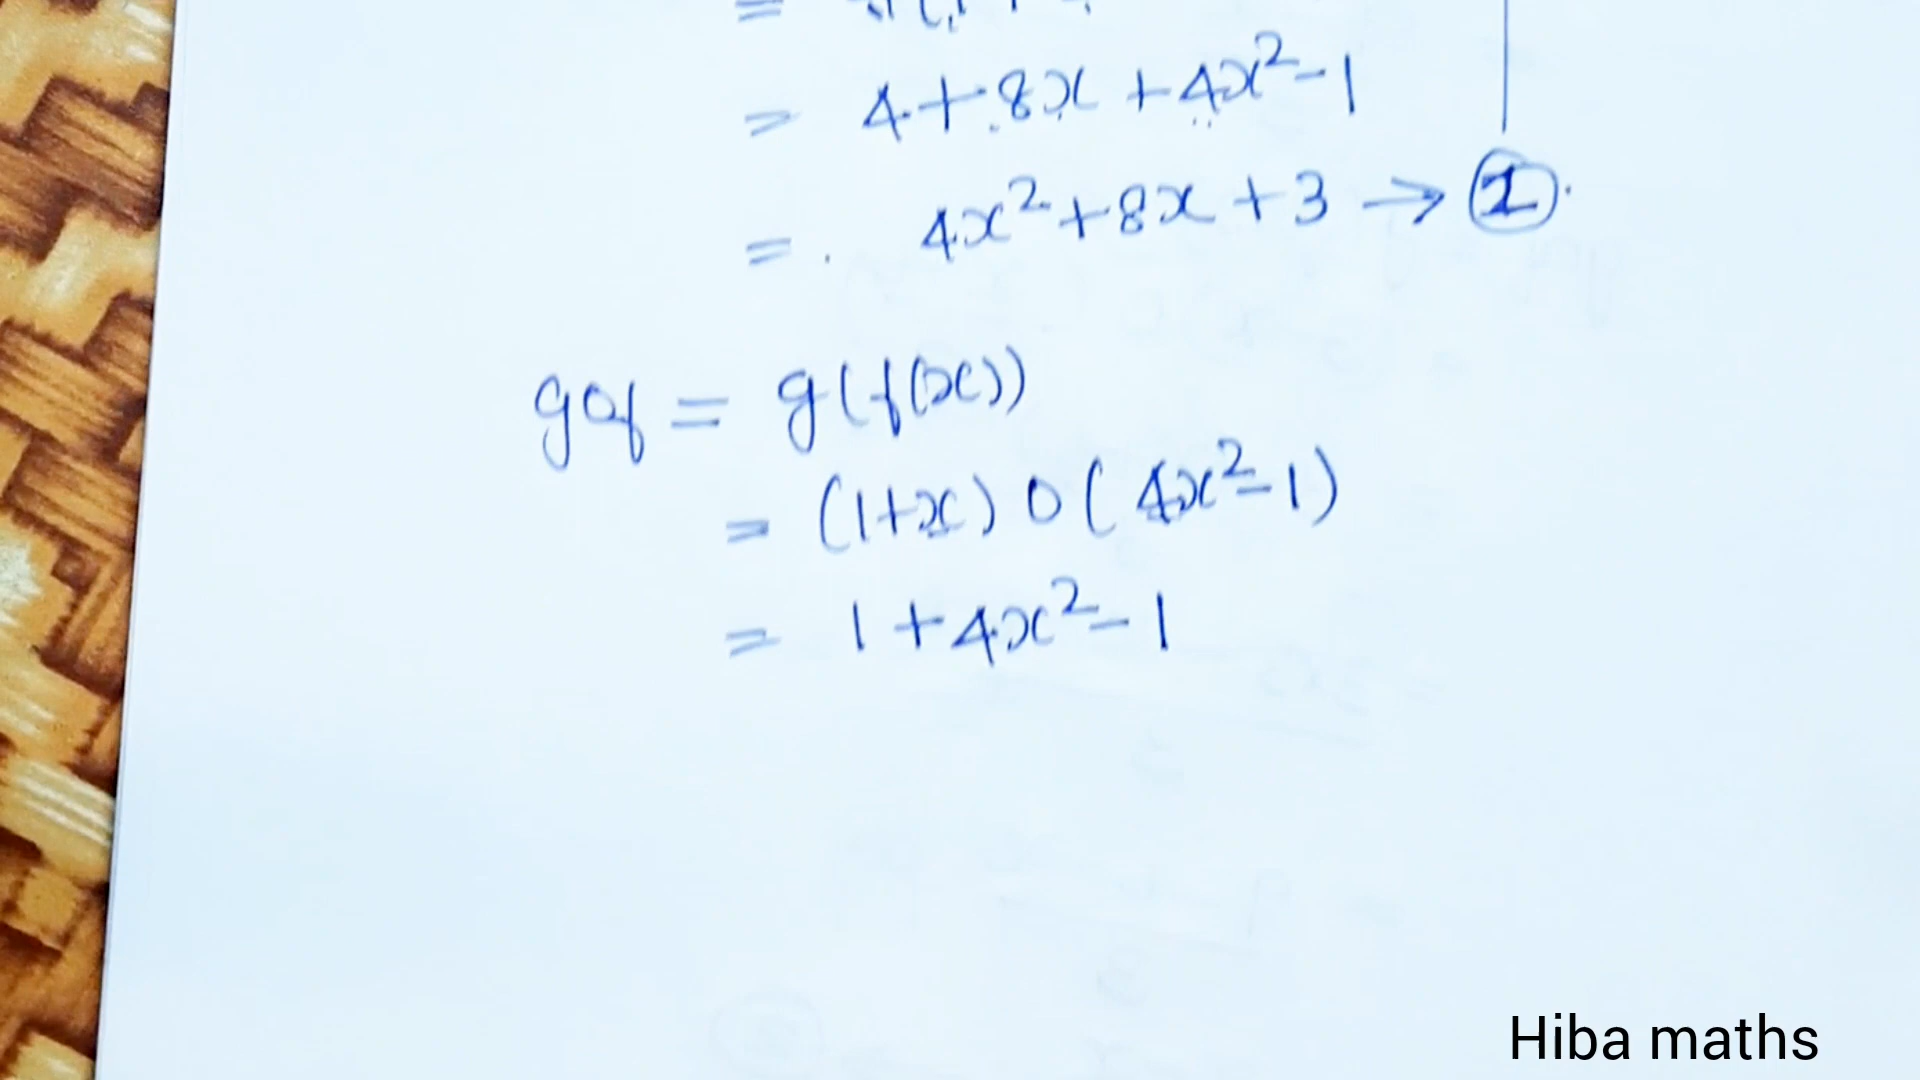 = 4 + 8x + 4x² - 1
= 4x² + 8x + 3 → ①.
gof = g(f(x))
= (1+x) o (4x² - 1)
= 1 + 4x² - 1
Hiba maths